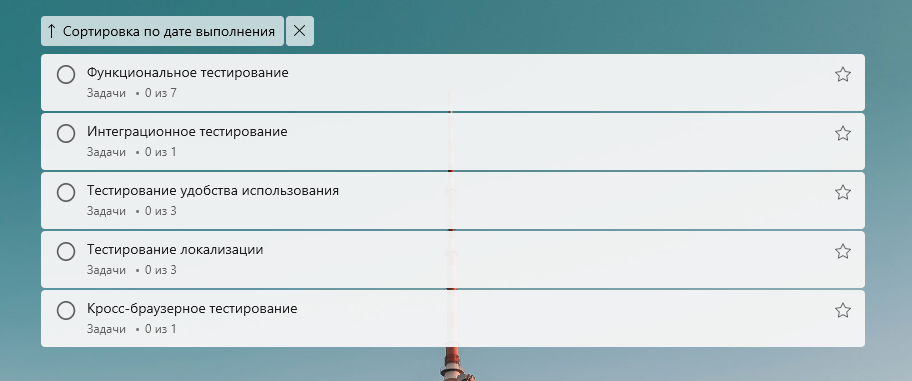 ↑ Сортировка по дате выполнения ×
Функциональное тестирование
Задачи • 0 из 7
Интеграционное тестирование
Задачи • 0 из 1
Тестирование удобства использования
Задачи • 0 из 3
Тестирование локализации
Задачи • 0 из 3
Кросс-браузерное тестирование
Задачи • 0 из 1